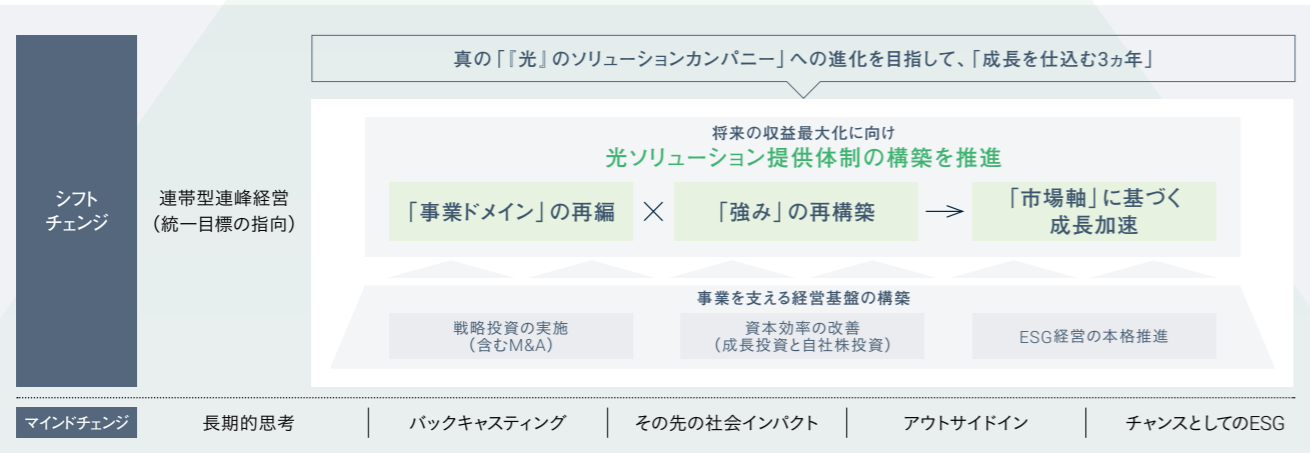 真の「『光』のソリューションカンパニー」への進化を目指して、「成長を仕込む3ヵ年」
シフト
チェンジ
連帯型連峰経営
(統一目標の指向)
将来の収益最大化に向け
光ソリューション提供体制の構築を推進
「事業ドメイン」の再編
×
「強み」の再構築
→
「市場軸」に基づく
成長加速
事業を支える経営基盤の構築
戦略投資の実施
(含むM&A)
資本効率の改善
(成長投資と自社株投資)
ESG経営の本格推進
マインドチェンジ
長期的思考
バックキャスティング
その先の社会インパクト
アウトサイドイン
チャンスとしてのESG